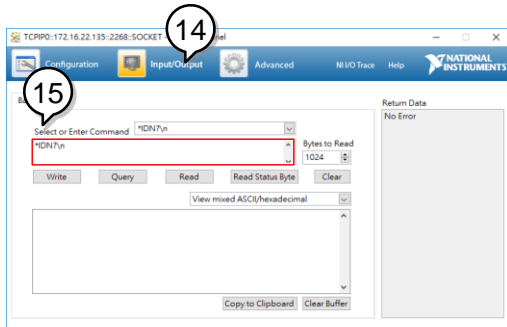 TCPIP0::172.16.22.135::2268::SOCKET
14
Configuration
Input/Output
Advanced
NI I/O Trace
Help
NATIONAL
INSTRUMENTS
15
Return Data
Select or Enter Command
*IDN7\n
No Error
*IDN7\n
Bytes to Read
1024
Write
Query
Read
Read Status Byte
Clear
View mixed ASCII/hexadecimal
Copy to Clipboard
Clear Buffer